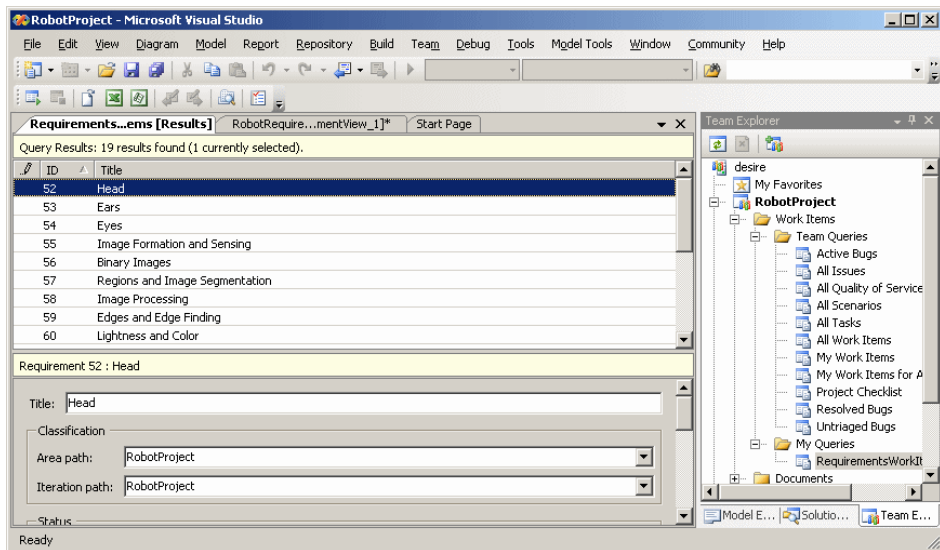 RobotProject - Microsoft Visual Studio
File Edit View Diagram Model Report Repository Build Team Debug Tools Model Tools Window Community Help
Requirements...ems [Results] RobotRequire...mentView_1]* Start Page
Query Results: 19 results found (1 currently selected).
ID Title
52 Head
53 Ears
54 Eyes
55 Image Formation and Sensing
56 Binary Images
57 Regions and Image Segmentation
58 Image Processing
59 Edges and Edge Finding
60 Lightness and Color
Requirement 52 : Head
Title: Head
Classification
Area path: RobotProject
Iteration path: RobotProject
Status
Team Explorer
desire
My Favorites
RobotProject
Work Items
Team Queries
Active Bugs
All Issues
All Quality of Service
All Scenarios
All Tasks
All Work Items
My Work Items
My Work Items for A
Project Checklist
Resolved Bugs
Untriaged Bugs
My Queries
RequirementsWorkIt
Documents
Model E... Solutio... Team E...
Ready